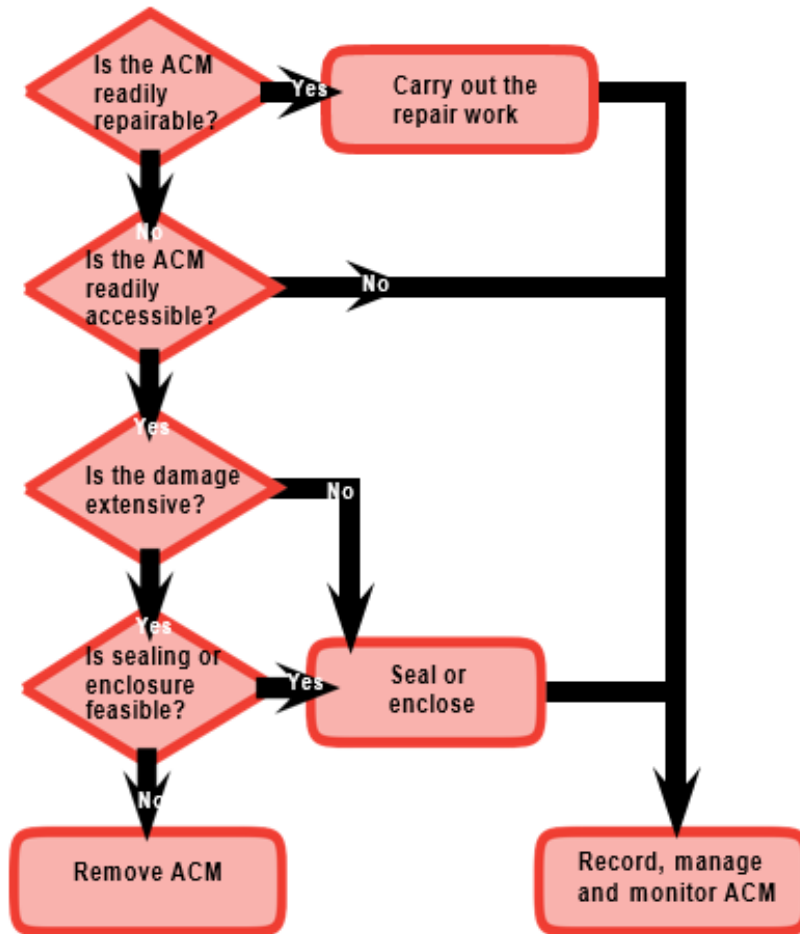 Is the ACM
readily
repairable?
Yes
Carry out the
repair work
No
Is the ACM
readily
accessible?
No
Yes
Is the damage
extensive?
No
Yes
Is sealing or
enclosure
feasible?
Yes
Seal or
enclose
No
Remove ACM
Record, manage
and monitor ACM